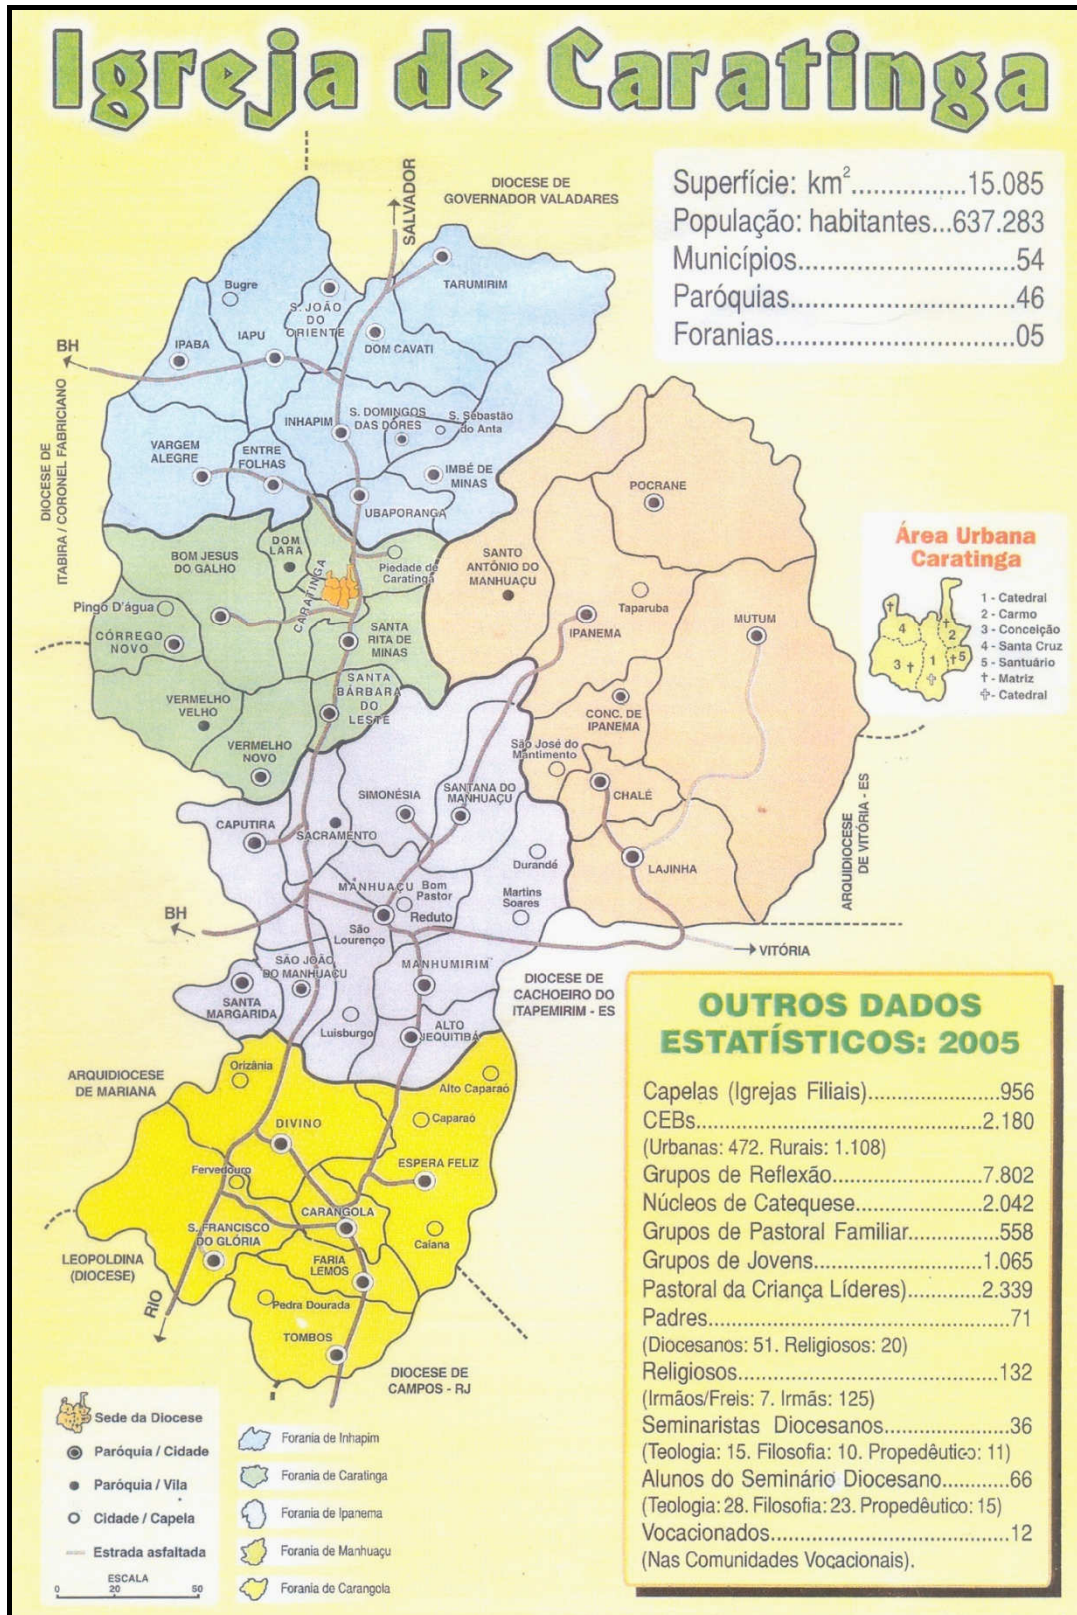 Igreja de Caratinga
Superfície: km²................15.085
População: habitantes...637.283
Municípios..............................54
Paróquias...............................46
Foranias.................................05
SALVADOR
DIOCESE DE
GOVERNADOR VALADARES
Bugre
S. JOÃO
DO
ORIENTE
TARUMIRIM
BH
IPABA
IAPU
DOM CAVATI
DIOCESE DE
ITABIRA / CORONEL FABRICIANO
INHAPIM
S. DOMINGOS
DAS DÔRES
S. Sebastão
do Anta
VARGEM
ALEGRE
ENTRE
FOLHAS
IMBÉ DE
MINAS
UBAPORANGA
POCRANE
BOM JESUS
DO GALHO
DOM
LARA
CARATINGA
Piedade de
Caratinga
SANTO
ANTÔNIO DO
MANHUAÇU
Pingo D'água
CÓRREGO
NOVO
SANTA
RITA DE
MINAS
Taparuba
IPANEMA
MUTUM
SANTA
BÁRBARA
DO
LESTE
VERMELHO
VELHO
VERMELHO
NOVO
CONC. DE
IPANEMA
São José do
Mantimento
CHALÉ
LAJINHA
Área Urbana
Caratinga
4
2
3
1
5
1 - Catedral
2 - Carmo
3 - Conceição
4 - Santa Cruz
5 - Santuário
✝ - Matriz
✞ - Catedral
ARQUIDIOCESE
DE VITÓRIA - ES
SIMONÉSIA
SANTANA DO
MANHUAÇU
CAPUTIRA
SACRAMENTO
Durandé
MANHUAÇU
Bom
Pastor
Reduto
Martins
Soares
BH
São
Lourenço
VITÓRIA
SÃO JOÃO
DO MANHUAÇU
MANHUMIRIM
DIOCESE DE
CACHOEIRO DO
ITAPEMIRIM - ES
SANTA
MARGARIDA
Luisburgo
ALTO
JEQUITIBÁ
ARQUIDIOCESE
DE MARIANA
Orizânia
Alto Caparaó
Caparaó
DIVINO
ESPERA FELIZ
Fervedouro
CARANGOLA
S. FRANCISCO
DO GLÓRIA
Caiana
LEOPOLDINA
(DIOCESE)
FARIA
LEMOS
RIO
Pedra Dourada
TOMBOS
DIOCESE DE
CAMPOS - RJ
OUTROS DADOS
ESTATÍSTICOS: 2005
Capelas (Igrejas Filiais).......................956
CEBs..................................................2.180
(Urbanas: 472. Rurais: 1.108)
Grupos de Reflexão..........................7.802
Núcleos de Catequese......................2.042
Grupos de Pastoral Familiar................558
Grupos de Jovens.............................1.065
Pastoral da Criança Líderes).............2.339
Padres.....................................................71
(Diocesanos: 51. Religiosos: 20)
Religiosos.............................................132
(Irmãos/Freis: 7. Irmãs: 125)
Seminaristas Diocesanos......................36
(Teologia: 15. Filosofia: 10. Propedêutico: 11)
Alunos do Seminário Diocesano............66
(Teologia: 28. Filosofia: 23. Propedêutico: 15)
Vocacionados.........................................12
(Nas Comunidades Vocacionais).
Sede da Diocese
Paróquia / Cidade
Paróquia / Vila
Cidade / Capela
Estrada asfaltada
ESCALA
0 20 50
Forania de Inhapim
Forania de Caratinga
Forania de Ipanema
Forania de Manhuaçu
Forania de Carangola